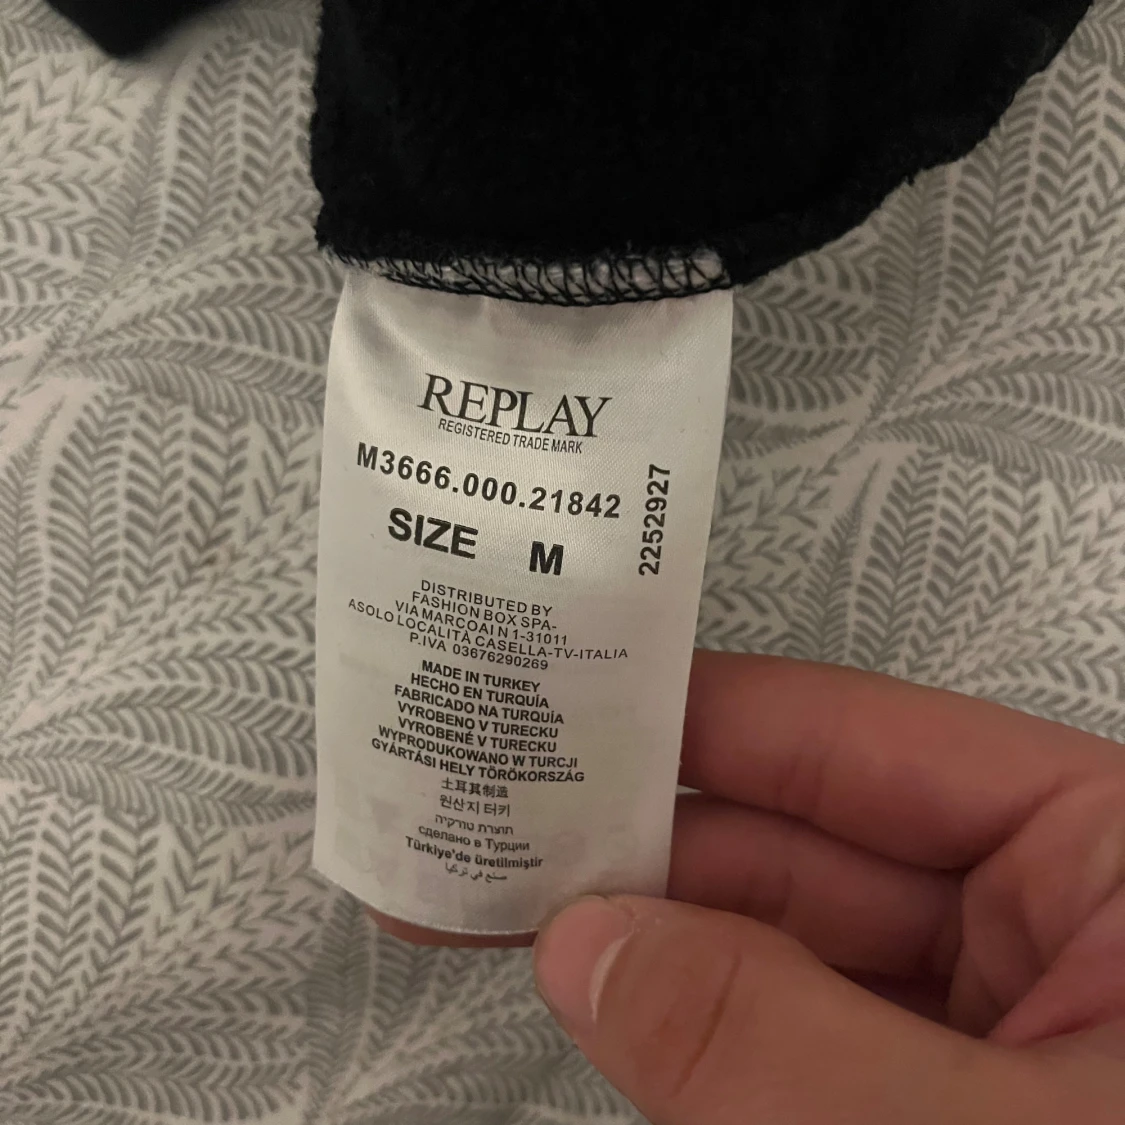 REPLAY
REGISTERED TRADE MARK
M3666.000.21842
2252927
SIZE M
DISTRIBUTED BY
FASHION BOX SPA-
VIA MARCOAI N 1-31011
ASOLO LOCALITÀ CASELLA-TV-ITALIA
P.IVA 03676290269
MADE IN TURKEY
HECHO EN TURQUÍA
FABRICADO NA TURQUÍA
VYROBENO V TURECKU
VYROBENÉ V TURECKU
WYPRODUKOWANO W TURCJI
GYÁRTÁSI HELY TÖRÖKORSZÁG
土耳其制造
원산지 터키
תוצרת טורקיה
сделано в Турции
Türkiye'de üretilmiştir
صنع في تركيا